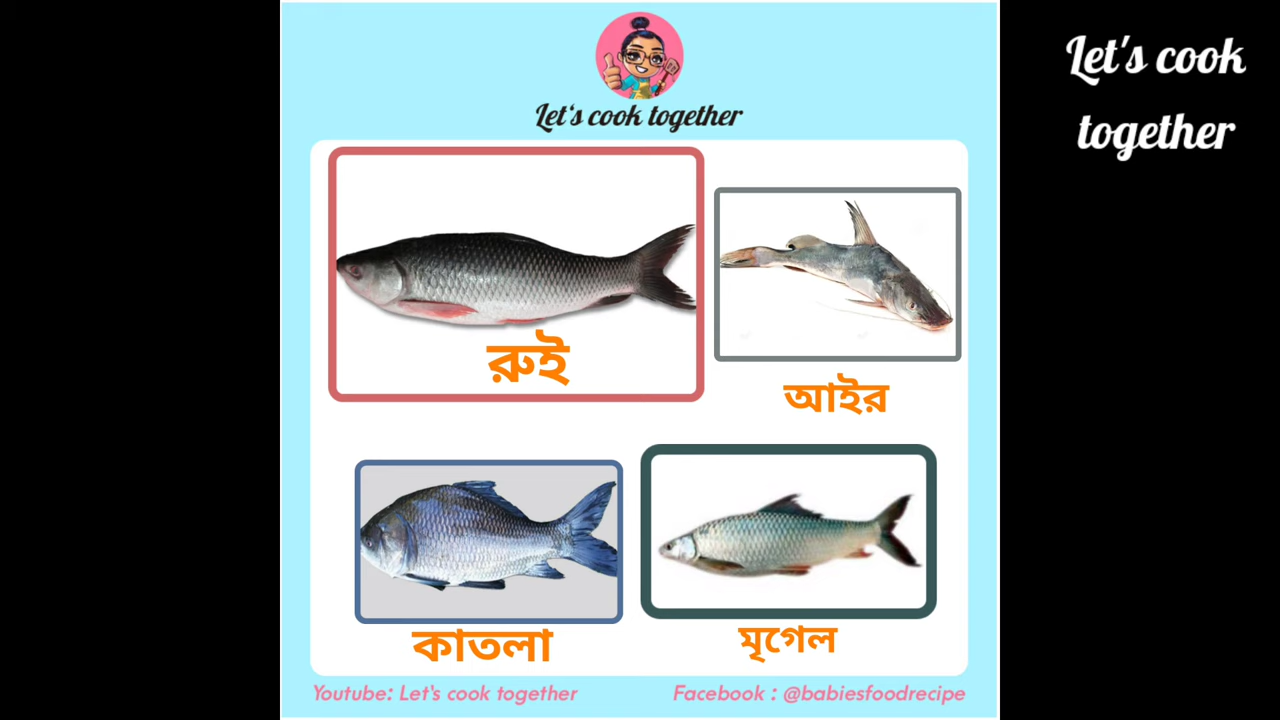 Let's cook together
Let's cook
together
রুই
আইর
কাতলা
মৃগেল
Youtube: Let's cook together
Facebook : @babiesfoodrecipe